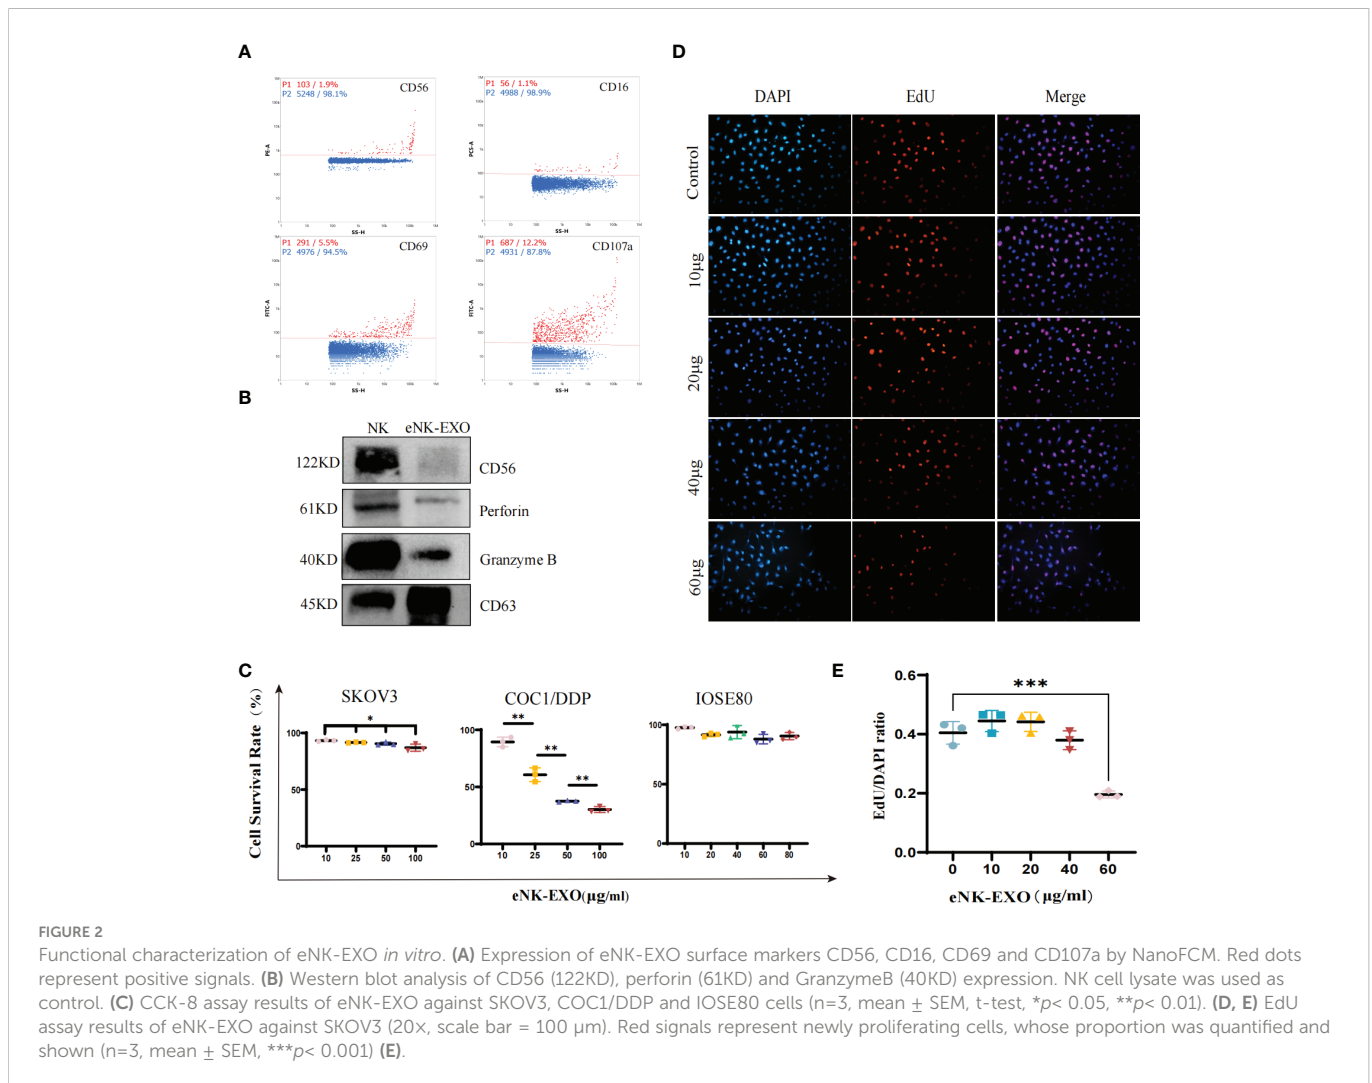 A
P1 103 / 1.9%
P2 5248 / 98.1%
CD56
PE-A
SS-H
P1 56 / 1.1%
P2 4988 / 98.9%
CD16
PC5-A
SS-H
P1 291 / 5.5%
P2 4976 / 94.5%
CD69
FITC-A
SS-H
P1 687 / 12.2%
P2 4931 / 87.8%
CD107a
FITC-A
SS-H
B
NK eNK-EXO
122KD CD56
61KD Perforin
40KD Granzyme B
45KD CD63
C
Cell Survival Rate (%)
SKOV3
*
100
50
0
10 25 50 100
COC1/DDP
** ** **
100
50
0
10 25 50 100
IOSE80
100
50
0
10 20 40 60 80
eNK-EXO(μg/ml)
D
DAPI EdU Merge
Control
10μg
20μg
40μg
60μg
E
EdU/DAPI ratio
***
0.6
0.4
0.2
0.0
0 10 20 40 60
eNK-EXO (μg/ml)
FIGURE 2
Functional characterization of eNK-EXO in vitro. (A) Expression of eNK-EXO surface markers CD56, CD16, CD69 and CD107a by NanoFCM. Red dots
represent positive signals. (B) Western blot analysis of CD56 (122KD), perforin (61KD) and GranzymeB (40KD) expression. NK cell lysate was used as
control. (C) CCK-8 assay results of eNK-EXO against SKOV3, COC1/DDP and IOSE80 cells (n=3, mean ± SEM, t-test, *p< 0.05, **p< 0.01). (D, E) EdU
assay results of eNK-EXO against SKOV3 (20×, scale bar = 100 μm). Red signals represent newly proliferating cells, whose proportion was quantified and
shown (n=3, mean ± SEM, ***p< 0.001) (E).